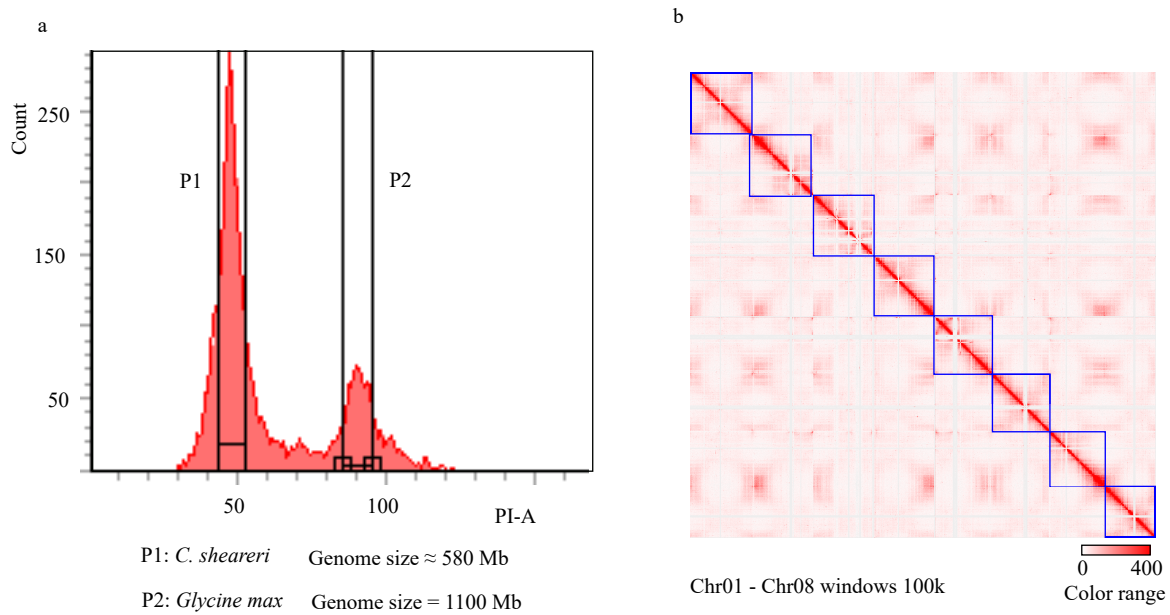 a
Count
250
150
50
P1
P2
50
100
PI-A
P1: C. sheareri Genome size ≈ 580 Mb
P2: Glycine max Genome size = 1100 Mb
b
Chr01 - Chr08 windows 100k
0 400
Color range